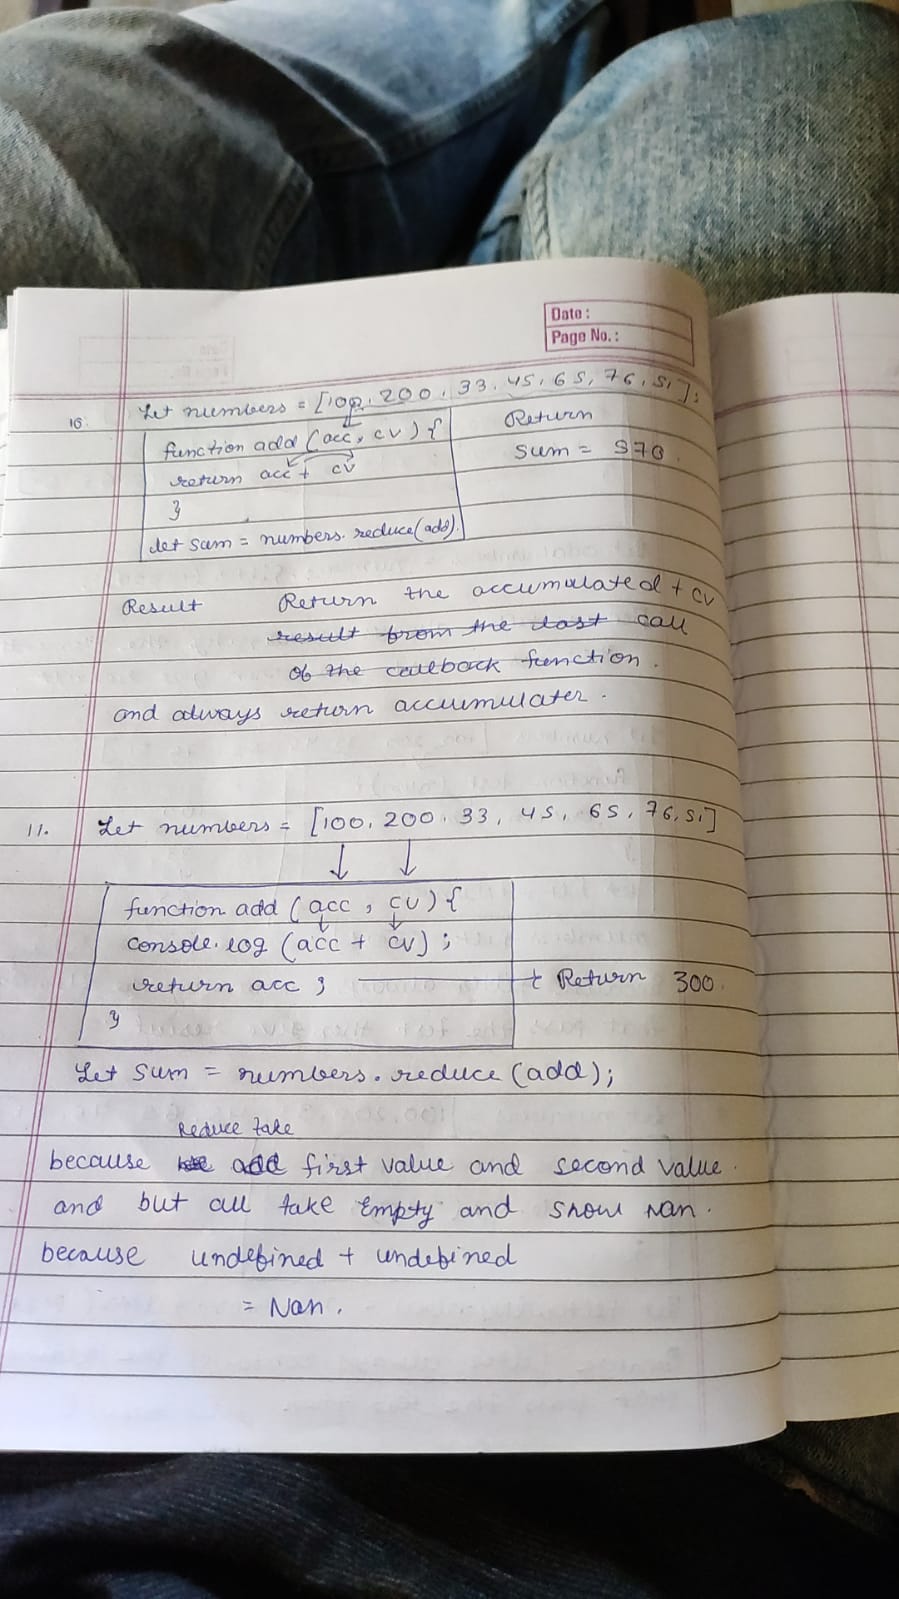 Date :
Page No. :
10. Let numbers = [100, 200, 33, 45, 65, 76, 51];
function add (acc, cv) {
return acc + cv
}
let sum = numbers. reduce(add).
Return
sum = 570.
Result Return the accumulated + cv
result from the last call
of the callback function.
and always return accumulater.
11. Let numbers = [100, 200, 33, 45, 65, 76, 51]
function add (acc, cv) {
console.log (acc + cv);
return acc ; Return 300
}
Let sum = numbers.reduce(add);
Reduce take
because add first value and second value.
and but all take Empty and show Nan.
because undefined + undefined
= Nan.